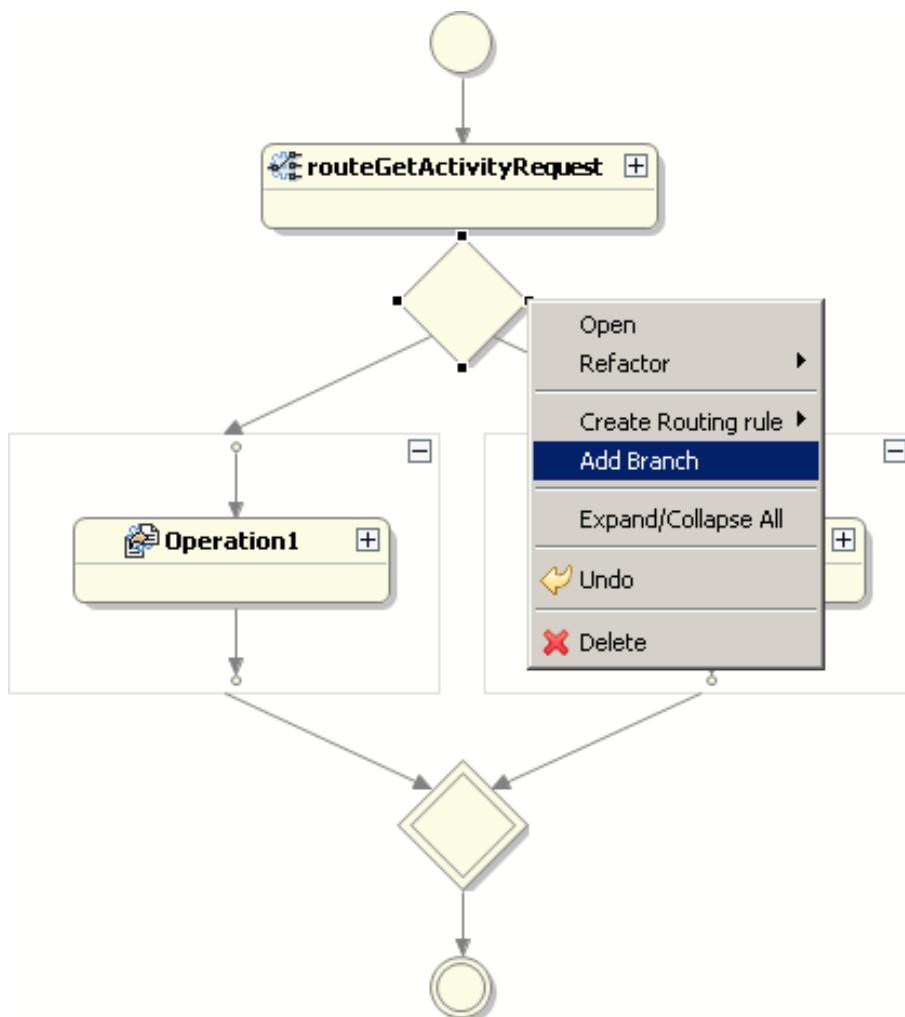 routeGetActivityRequest
Open
Refactor
Create Routing rule
Add Branch
Operation1
Expand/Collapse All
Undo
Delete